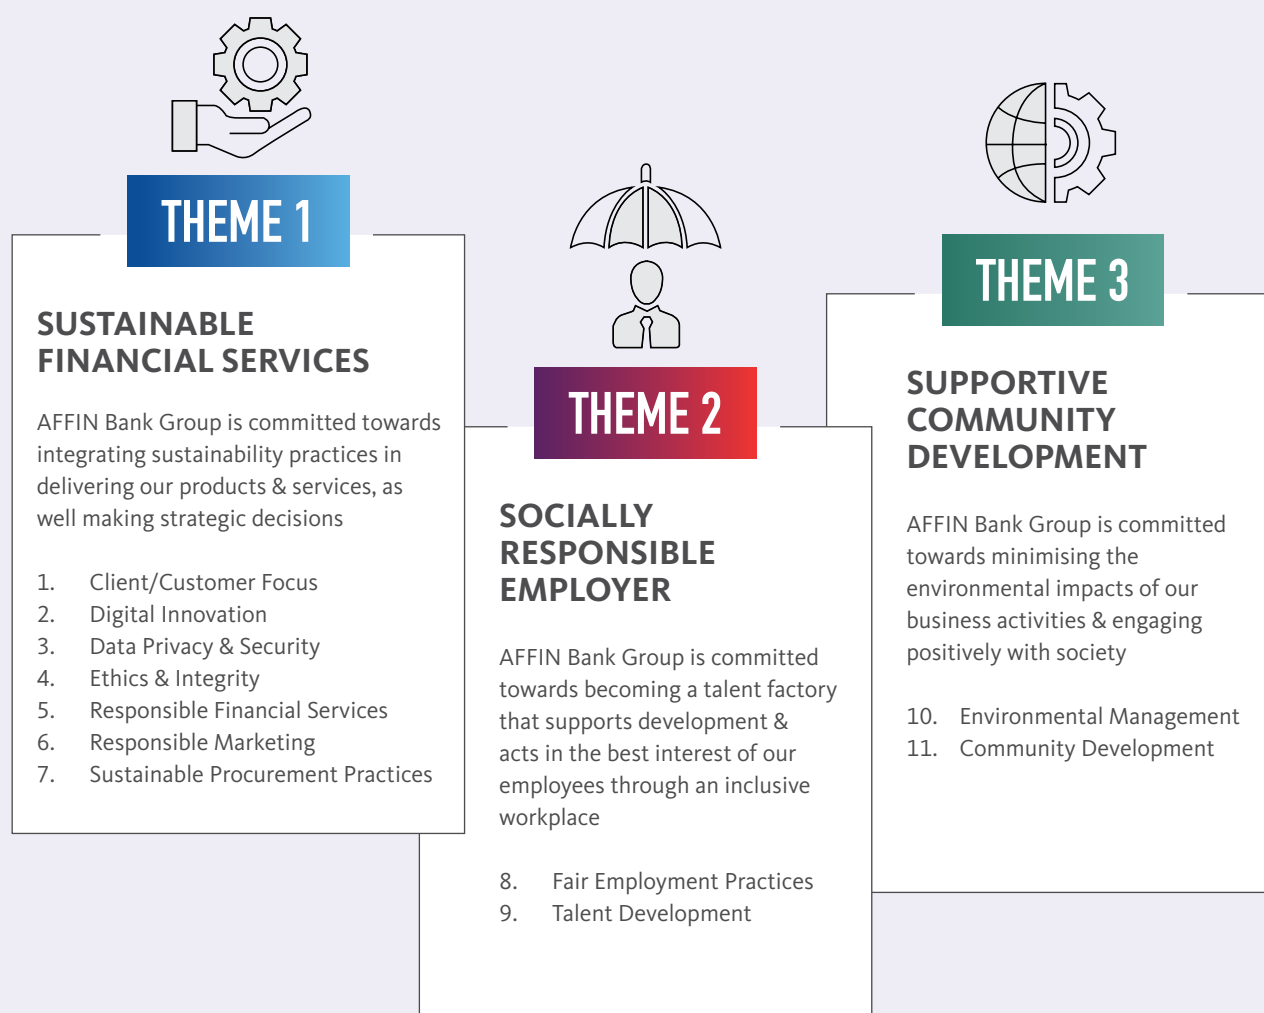 THEME 1
SUSTAINABLE
FINANCIAL SERVICES
AFFIN Bank Group is committed towards
integrating sustainability practices in
delivering our products & services, as
well making strategic decisions
1. Client/Customer Focus
2. Digital Innovation
3. Data Privacy & Security
4. Ethics & Integrity
5. Responsible Financial Services
6. Responsible Marketing
7. Sustainable Procurement Practices
THEME 2
SOCIALLY
RESPONSIBLE
EMPLOYER
AFFIN Bank Group is committed
towards becoming a talent factory
that supports development &
acts in the best interest of our
employees through an inclusive
workplace
8. Fair Employment Practices
9. Talent Development
THEME 3
SUPPORTIVE
COMMUNITY
DEVELOPMENT
AFFIN Bank Group is committed
towards minimising the
environmental impacts of our
business activities & engaging
positively with society
10. Environmental Management
11. Community Development